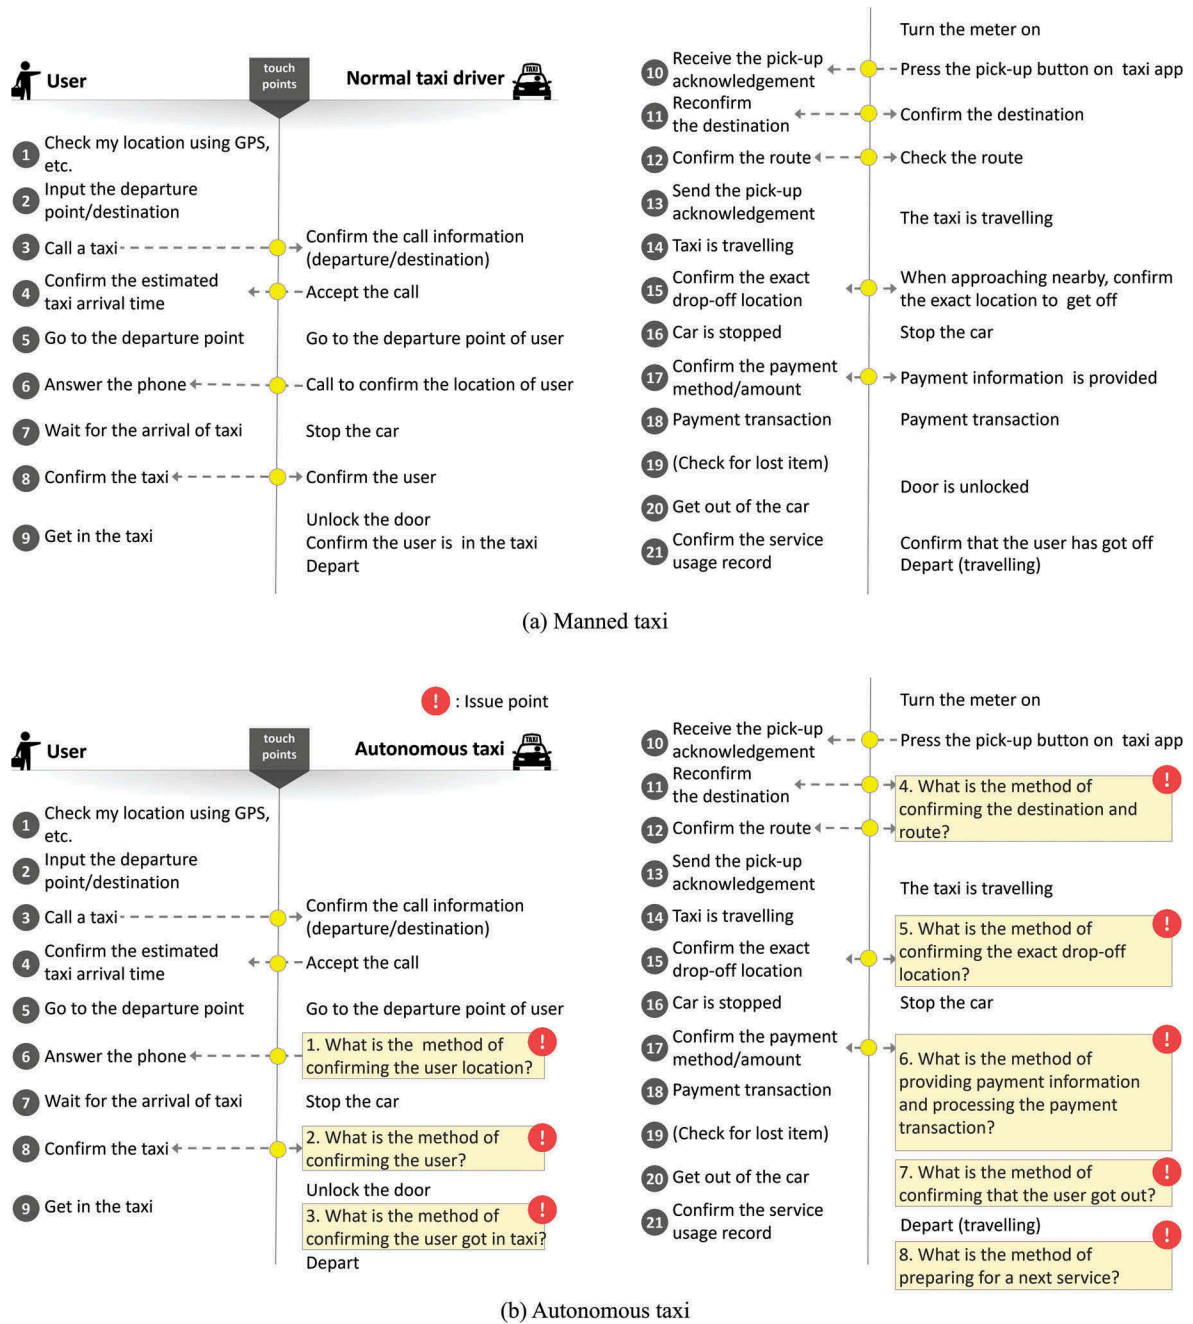 touch
points
User
Normal taxi driver
TAXI
1
Check my location using GPS,
etc.
2
Input the departure
point/destination
3
Call a taxi
Confirm the call information
(departure/destination)
4
Confirm the estimated
taxi arrival time
Accept the call
5
Go to the departure point
Go to the departure point of user
6
Answer the phone
Call to confirm the location of user
7
Wait for the arrival of taxi
Stop the car
8
Confirm the taxi
Confirm the user
9
Get in the taxi
Unlock the door
Confirm the user is in the taxi
Depart
Turn the meter on
10
Receive the pick-up
acknowledgement
Press the pick-up button on taxi app
11
Reconfirm
the destination
Confirm the destination
12
Confirm the route
Check the route
13
Send the pick-up
acknowledgement
The taxi is travelling
14
Taxi is travelling
15
Confirm the exact
drop-off location
When approaching nearby, confirm
the exact location to get off
16
Car is stopped
Stop the car
17
Confirm the payment
method/amount
Payment information is provided
18
Payment transaction
Payment transaction
19
(Check for lost item)
Door is unlocked
20
Get out of the car
21
Confirm the service
usage record
Confirm that the user has got off
Depart (travelling)
(a) Manned taxi
! : Issue point
touch
points
User
Autonomous taxi
TAXI
1
Check my location using GPS,
etc.
2
Input the departure
point/destination
3
Call a taxi
Confirm the call information
(departure/destination)
4
Confirm the estimated
taxi arrival time
Accept the call
5
Go to the departure point
Go to the departure point of user
6
Answer the phone
1. What is the method of
confirming the user location?
!
7
Wait for the arrival of taxi
Stop the car
8
Confirm the taxi
2. What is the method of
confirming the user?
!
9
Get in the taxi
Unlock the door
3. What is the method of
confirming the user got in taxi?
!
Depart
Turn the meter on
10
Receive the pick-up
acknowledgement
Press the pick-up button on taxi app
11
Reconfirm
the destination
4. What is the method of
confirming the destination and
route?
!
12
Confirm the route
13
Send the pick-up
acknowledgement
The taxi is travelling
14
Taxi is travelling
15
Confirm the exact
drop-off location
5. What is the method of
confirming the exact drop-off
location?
!
16
Car is stopped
Stop the car
17
Confirm the payment
method/amount
6. What is the method of
providing payment information
and processing the payment
transaction?
!
18
Payment transaction
19
(Check for lost item)
20
Get out of the car
7. What is the method of
confirming that the user got out?
!
21
Confirm the service
usage record
Depart (travelling)
8. What is the method of
preparing for a next service?
!
(b) Autonomous taxi